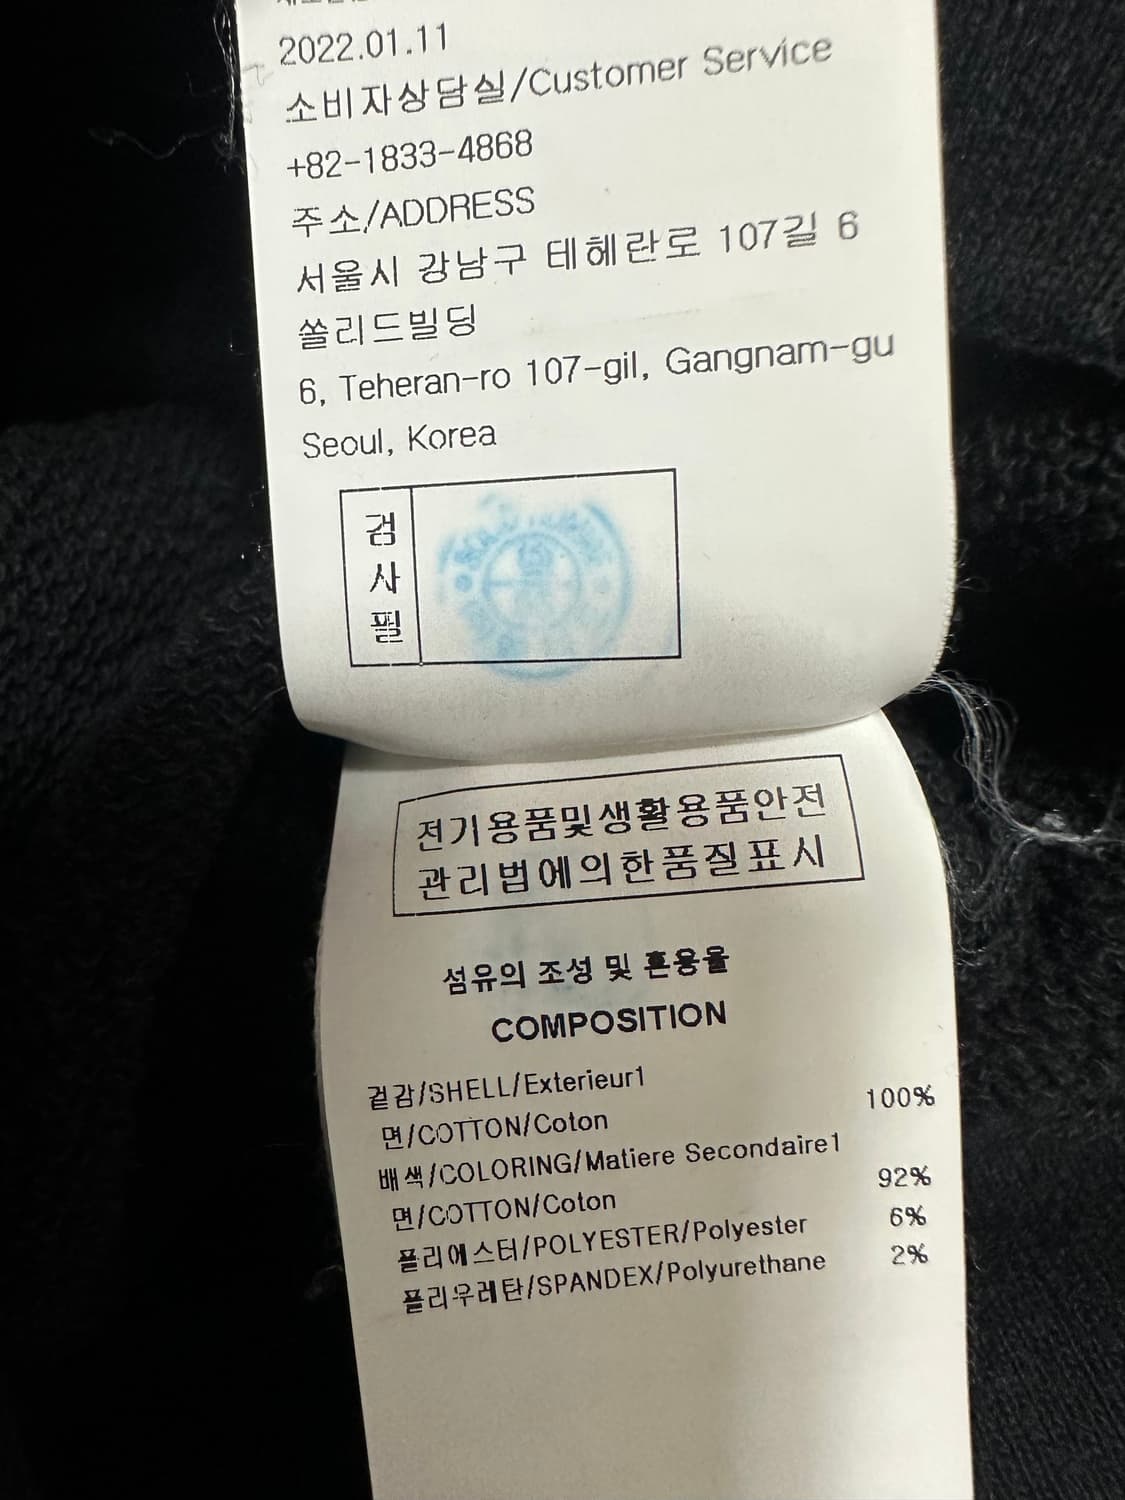 2022.01.11
소비자상담실/Customer Service
+82-1833-4868
주소/ADDRESS
서울시 강남구 테헤란로 107길 6
쏠리드빌딩
6, Teheran-ro 107-gil, Gangnam-gu
Seoul, Korea
검
사
필
전기용품및생활용품안전
관리법에의한품질표시
섬유의 조성 및 혼용율
COMPOSITION
겉감/SHELL/Exterieur1
면/COTTON/Coton 100%
배색/COLORING/Matiere Secondaire1
면/COTTON/Coton 92%
폴리에스터/POLYESTER/Polyester 6%
폴리우레탄/SPANDEX/Polyurethane 2%